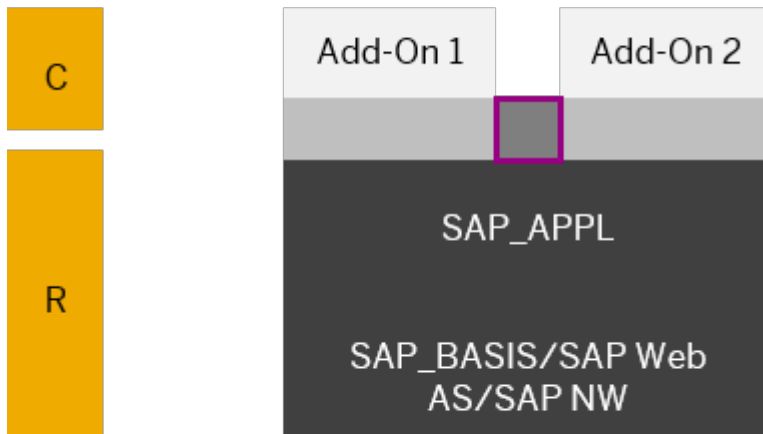 C
Add-On 1
Add-On 2
R
SAP_APPL
SAP_BASIS/SAP Web
AS/SAP NW